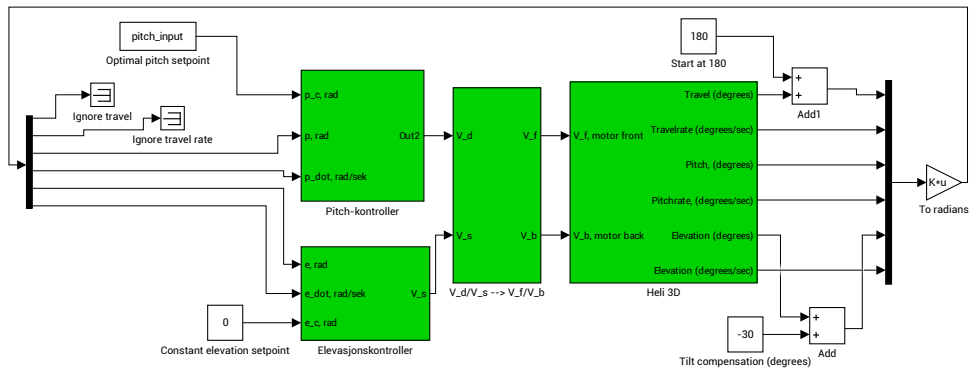 pitch_input
Optimal pitch setpoint
Ignore travel
Ignore travel rate
p_c, rad
p, rad
p_dot, rad/sek
Out2
Pitch-kontroller
e, rad
e_dot, rad/sek
e_c, rad
V_s
Elevasjonskontroller
0
Constant elevation setpoint
V_d
V_s
V_f
V_b
V_d/V_s --> V_f/V_b
V_f, motor front
V_b, motor back
Travel (degrees)
Travelrate (degrees/sec)
Pitch, (degrees)
Pitchrate, (degrees/sec)
Elevation (degrees)
Elevation (degrees/sec)
Heli 3D
180
Start at 180
+
+
Add1
-30
Tilt compensation (degrees)
+
+
Add
K*u
To radians